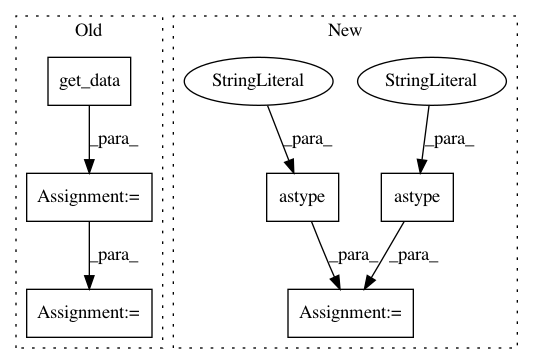 Old
New
get_data
StringLiteral
StringLiteral
_para_
_para_
_para_
Assignment:=
astype
astype
_para_
_para_
_para_
Assignment:=
Assignment:=